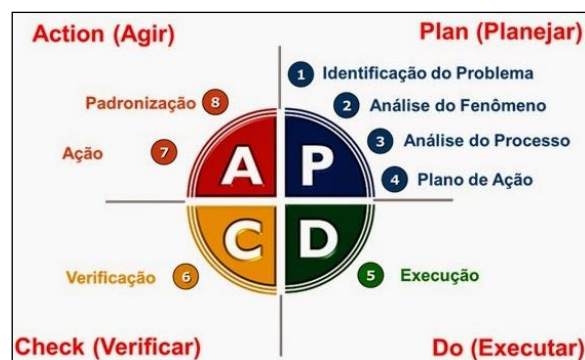 Action (Agir)
Plan (Planejar)
1 Identificação do Problema
2 Análise do Fenômeno
3 Análise do Processo
4 Plano de Ação
Padronização 8
Ação 7
A P
C D
Verificação 6
5 Execução
Check (Verificar)
Do (Executar)